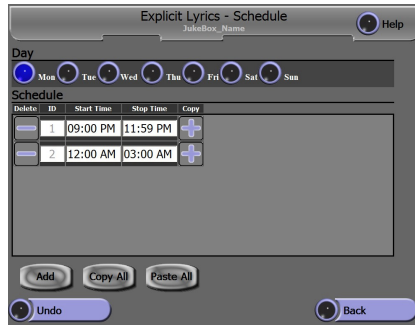 Explicit Lyrics - Schedule
JukeBox_Name
Help
Day
Mon Tue Wed Thu Fri Sat Sun
Schedule
Delete ID Start Time Stop Time Copy
1 09:00 PM 11:59 PM
2 12:00 AM 03:00 AM
Add Copy All Paste All
Undo Back